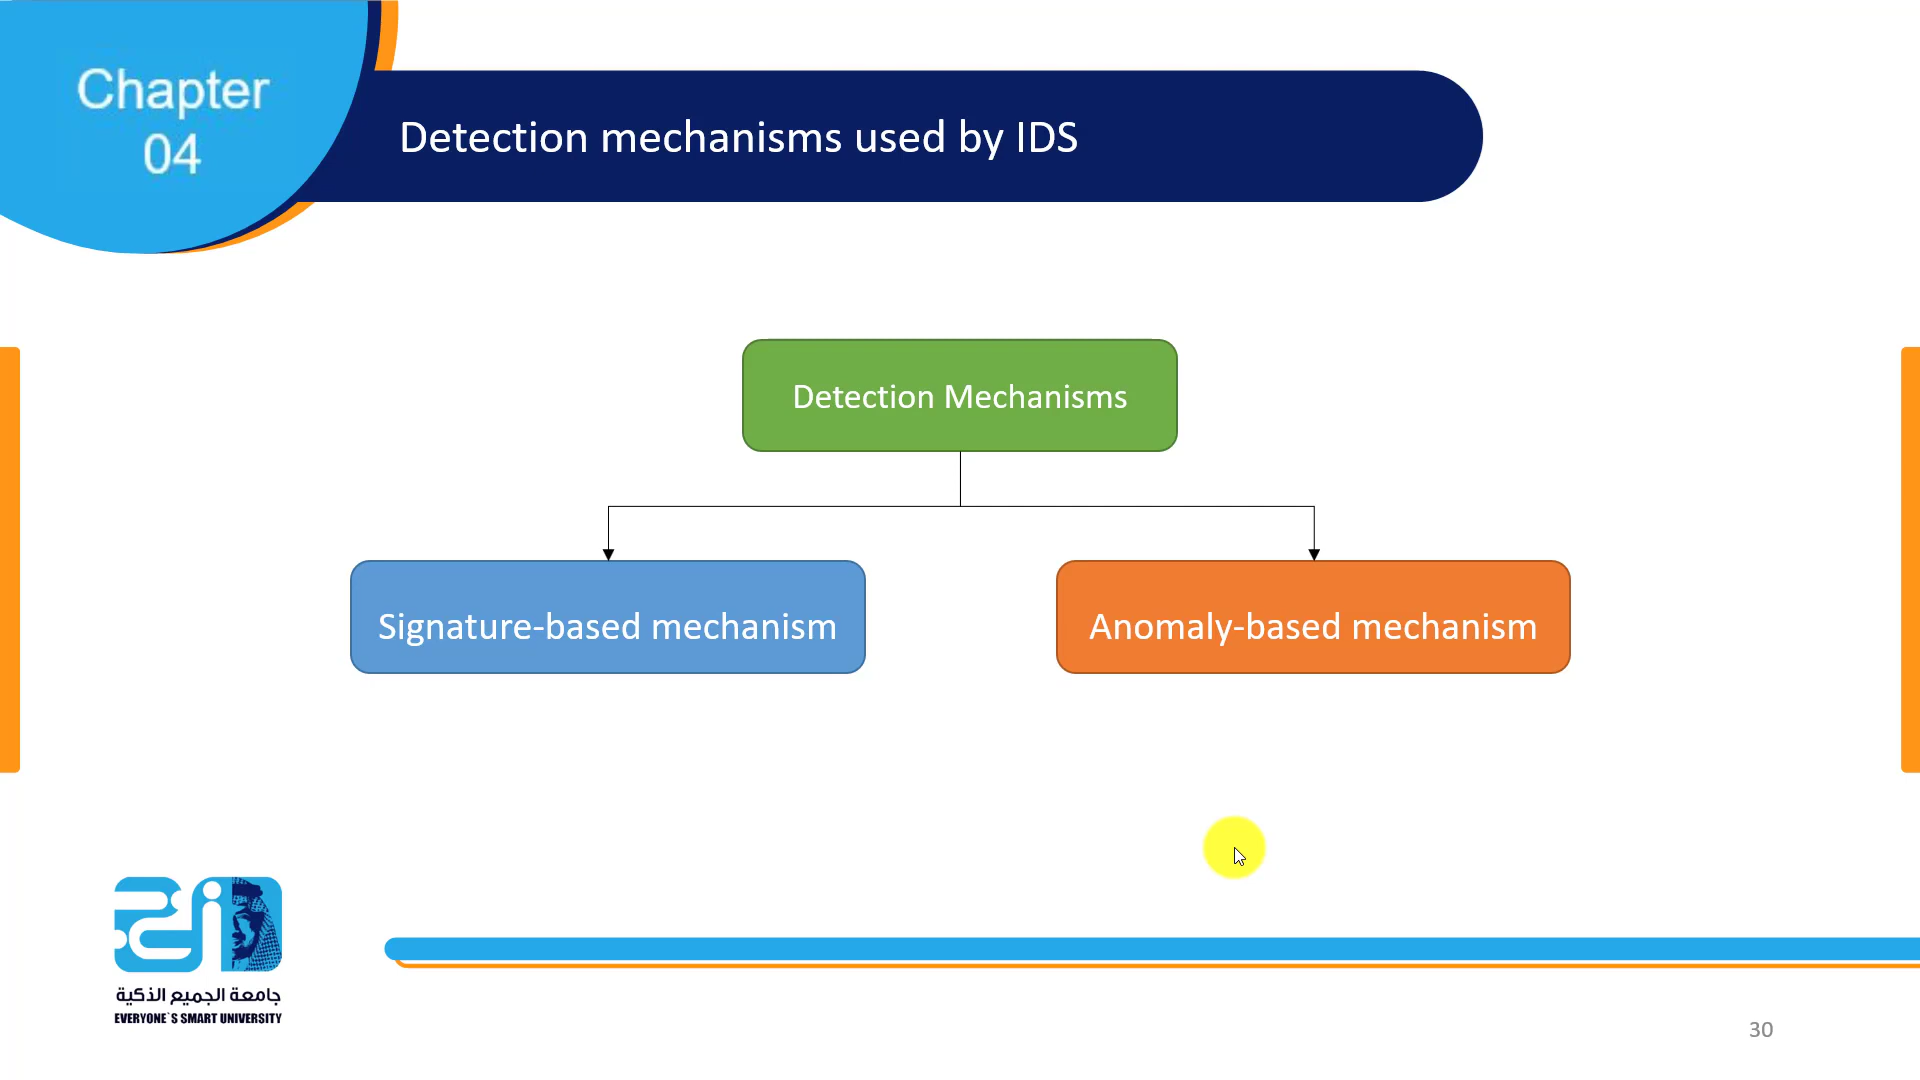 Chapter
04
Detection mechanisms used by IDS
Detection Mechanisms
Signature-based mechanism
Anomaly-based mechanism
جامعة الجميع الذكية
EVERYONE`S SMART UNIVERSITY
30